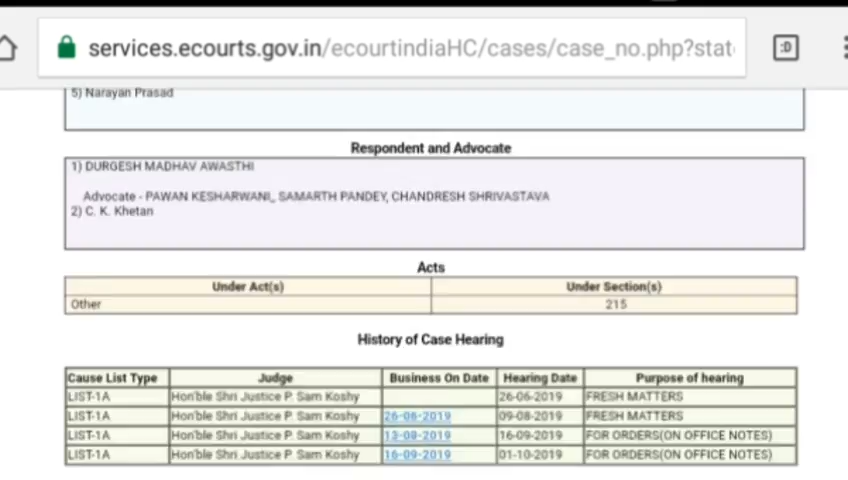 services.ecourts.gov.in/ecourtindiaHC/cases/case_no.php?stat
:D
5) Narayan Prasad
Respondent and Advocate
1) DURGESH MADHAV AWASTHI
Advocate - PAWAN KESHARWANI,, SAMARTH PANDEY, CHANDRESH SHRIVASTAVA
2) C. K. Khetan
Acts
Under Act(s) Under Section(s)
Other 215
History of Case Hearing
Cause List Type Judge Business On Date Hearing Date Purpose of hearing
LIST-1A Hon'ble Shri Justice P. Sam Koshy 26-06-2019 FRESH MATTERS
LIST-1A Hon'ble Shri Justice P. Sam Koshy 26-06-2019 09-08-2019 FRESH MATTERS
LIST-1A Hon'ble Shri Justice P. Sam Koshy 13-08-2019 16-09-2019 FOR ORDERS(ON OFFICE NOTES)
LIST-1A Hon'ble Shri Justice P. Sam Koshy 16-09-2019 01-10-2019 FOR ORDERS(ON OFFICE NOTES)